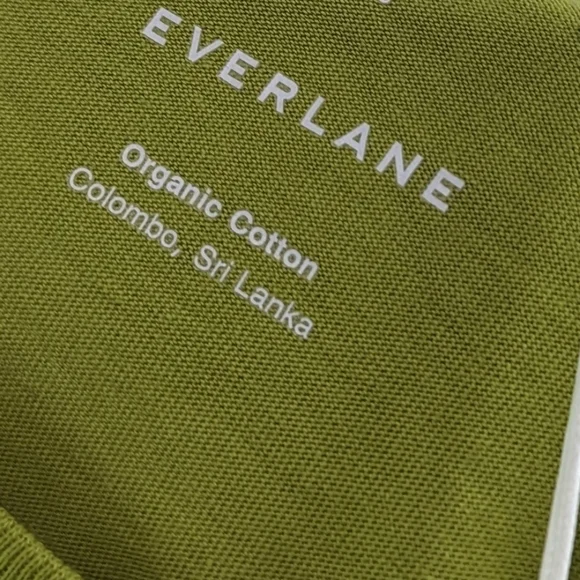 EVERLANE
Organic Cotton
Colombo, Sri Lanka